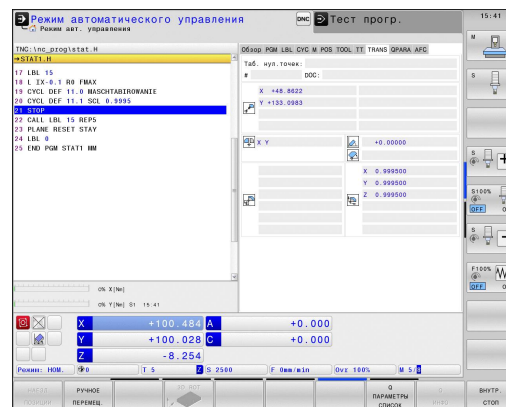 Режим автоматического управления
Режим авт. управления
DNC
Тест прогр.
15:41
TNC:\nc_prog\stat.H
→STAT1.H
17 LBL 15
18 L IX-0.1 R0 FMAX
19 CYCL DEF 11.0 MASCHTABIROWANIE
20 CYCL DEF 11.1 SCL 0.9995
21 STOP
22 CALL LBL 15 REP5
23 PLANE RESET STAY
24 LBL 0
25 END PGM STAT1 MM
0% X[Nm]
0% Y[Nm] S1 15:41
Обзор PGM LBL CYC M POS TOOL TT TRANS QPARA AFC
Таб. нул.точек:
# DOC:
X +48.8622
Y +133.0983
X Y
+0.00000
X 0.999500
Y 0.999500
Z 0.999500
X +100.484 A +0.000
Y +100.028 C +0.000
Z -8.254
Режим: НОМ. 0 T 5 Z S 2500 F 0mm/min Ovr 100% M 5/8
M
S
S
S100%
OFF
S
F100%
OFF
РУЧНОЕ
ПЕРЕМЕЩ.
3D ROT
Q
ПАРАМЕТРЫ
СПИСОК
Q
ИНФО
ВНУТР.
СТОП